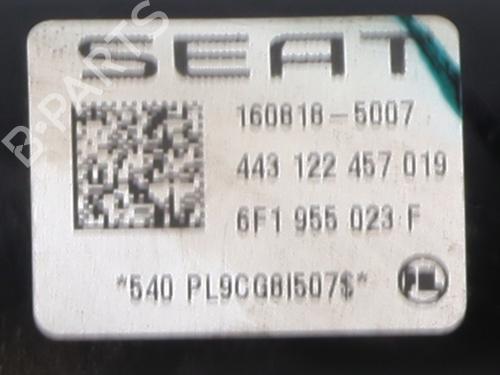 SEAT
160818-5007
443 122 457 019
6F1 955 023 F
*540 PL9CG8I507$*
B-PARTS